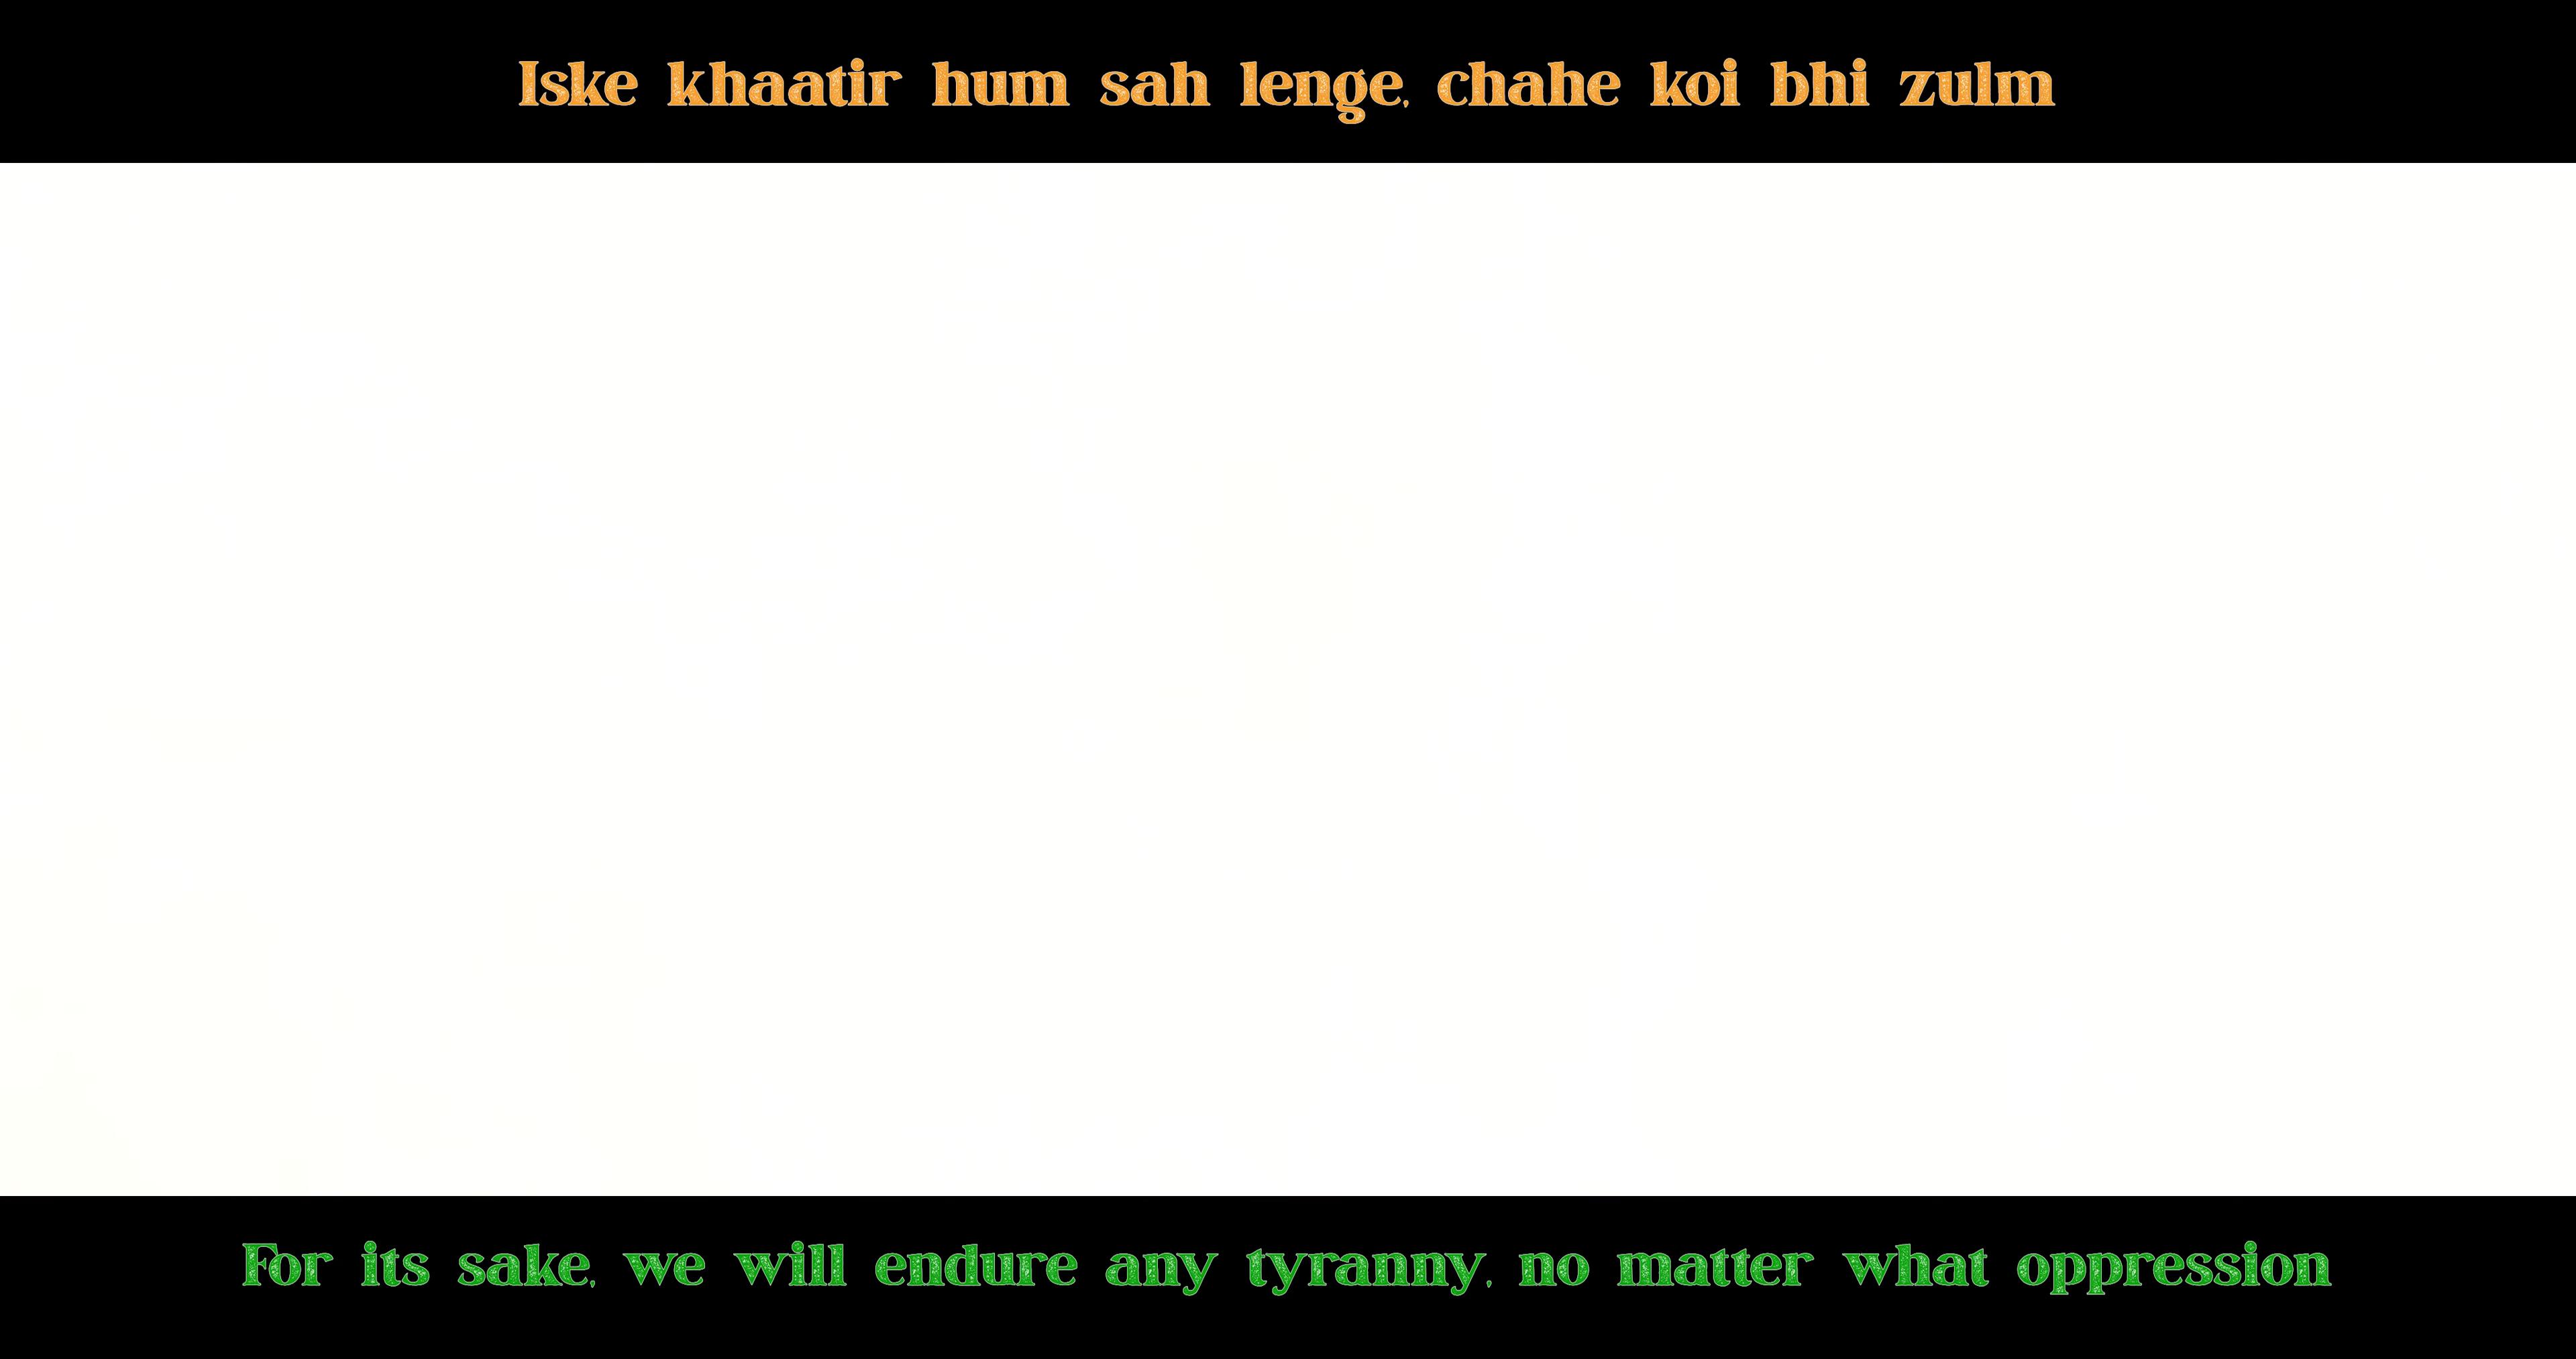 Iske khaatir hum sah lenge, chahe koi bhi zulm
For its sake, we will endure any tyranny, no matter what oppression